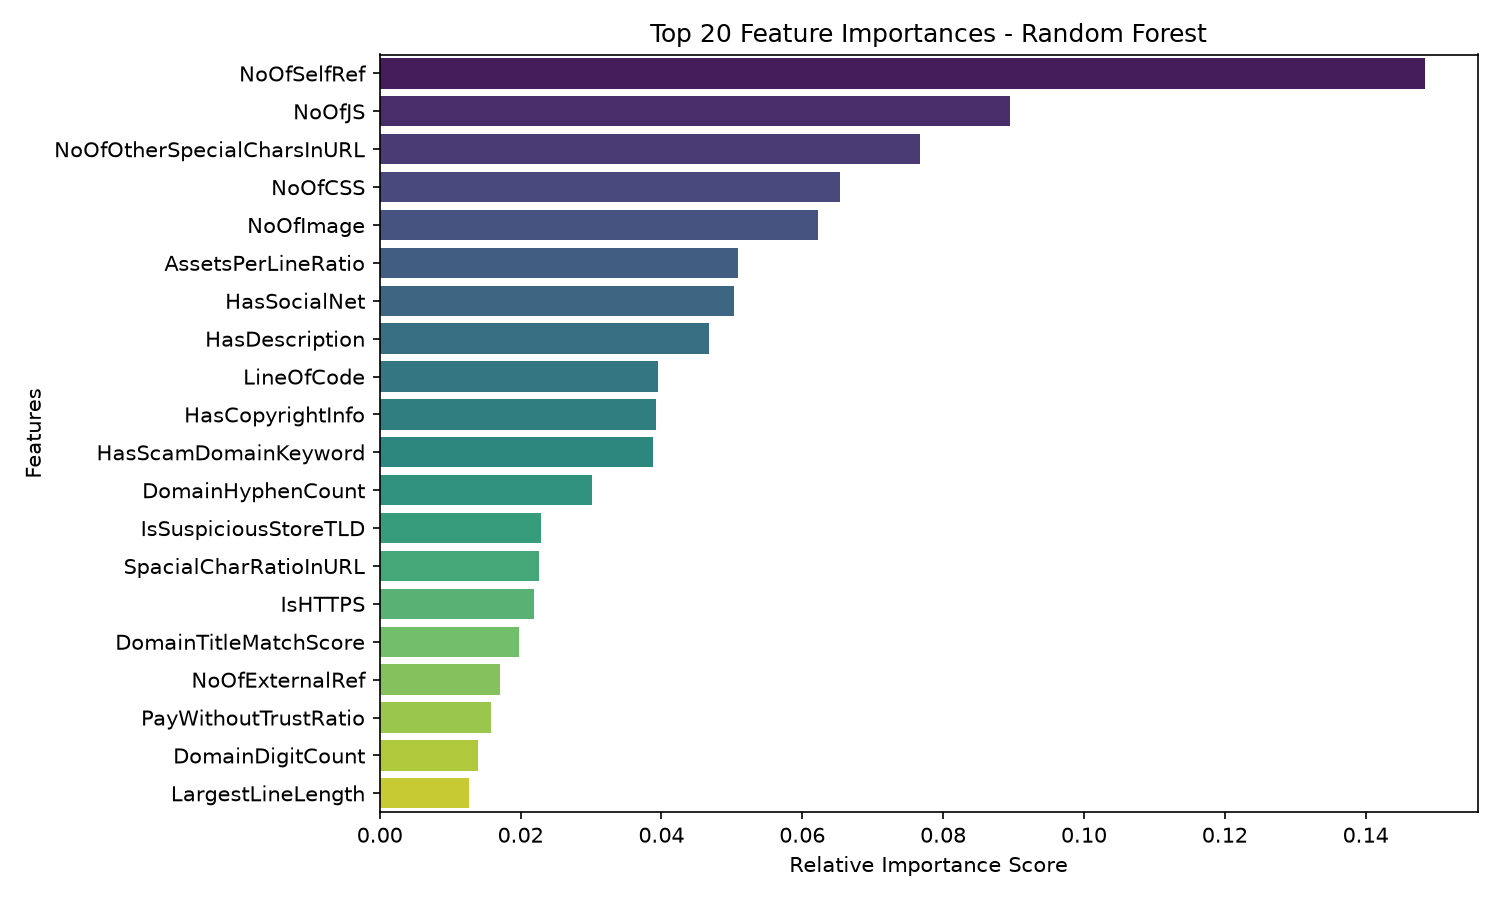 Top 20 Feature Importances - Random Forest
NoOfSelfRef
NoOfJS
NoOfOtherSpecialCharsInURL
NoOfCSS
NoOfImage
AssetsPerLineRatio
HasSocialNet
HasDescription
LineOfCode
HasCopyrightInfo
HasScamDomainKeyword
DomainHyphenCount
IsSuspiciousStoreTLD
SpacialCharRatioInURL
IsHTTPS
DomainTitleMatchScore
NoOfExternalRef
PayWithoutTrustRatio
DomainDigitCount
LargestLineLength
Features
0.00 0.02 0.04 0.06 0.08 0.10 0.12 0.14
Relative Importance Score